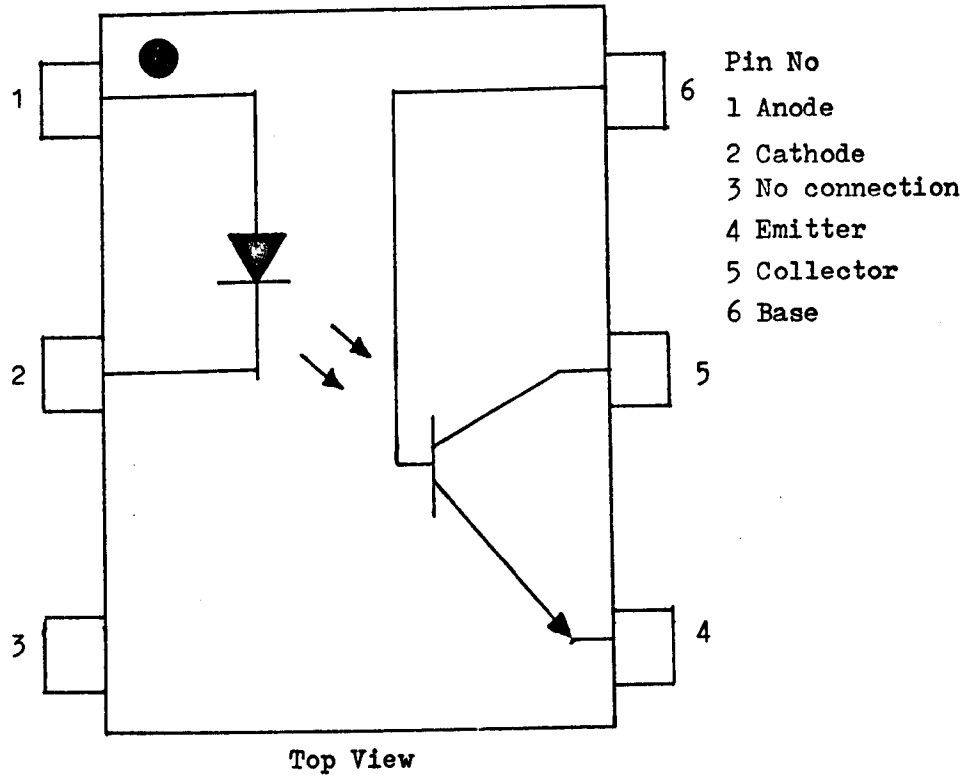 1
2
3
6
5
4
Pin No
1 Anode
2 Cathode
3 No connection
4 Emitter
5 Collector
6 Base
Top View